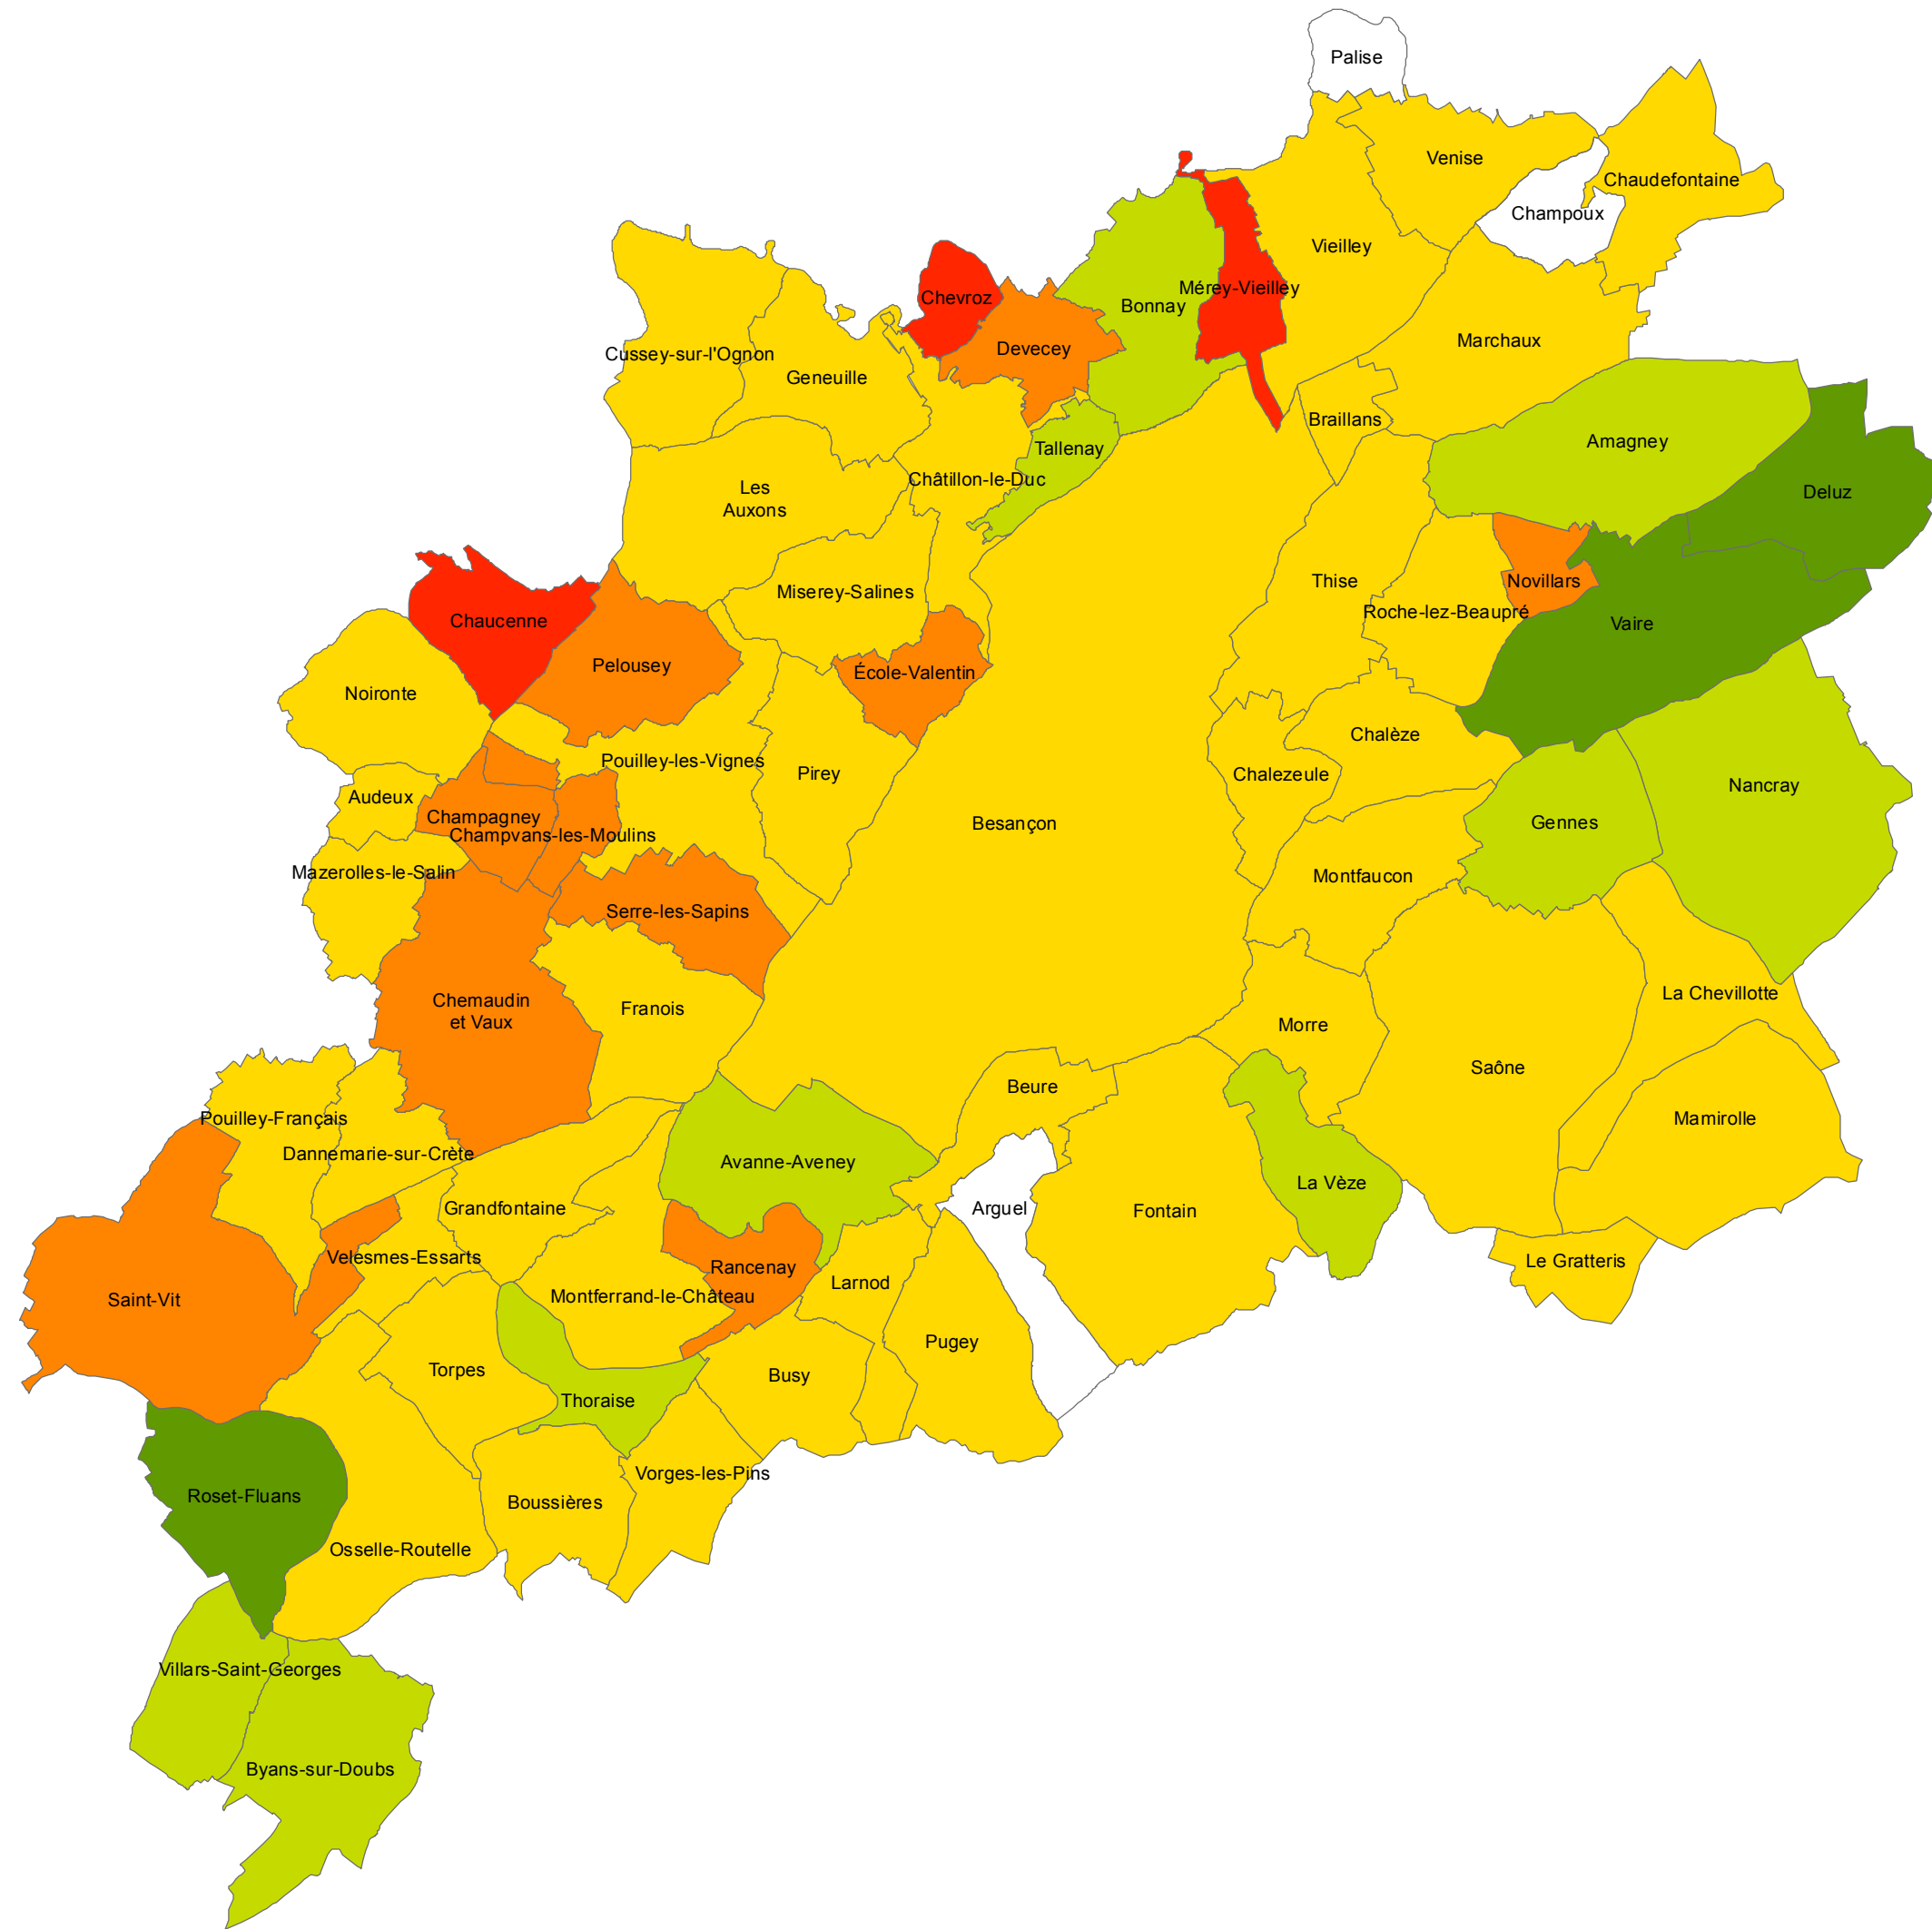 Palise
Venise
Chaudefontaine
Champoux
Vieilley
Mérey-Vieilley
Chevroz
Bonnay
Marchaux
Devecey
Cussey-sur-l'Ognon
Geneuille
Braillans
Amagney
Tallenay
Châtillon-le-Duc
Les
Auxons
Deluz
Thise
Novillars
Miserey-Salines
Roche-lez-Beaupré
Chaucenne
Vaire
Pelousey
École-Valentin
Noironte
Chalèze
Pouilley-les-Vignes
Pirey
Chalezeule
Nancray
Audeux
Champagney
Besançon
Gennes
Champvans-les-Moulins
Mazerolles-le-Salin
Montfaucon
Serre-les-Sapins
La Chevillotte
Chemaudin
et Vaux
Franois
Morre
Saône
Beure
Pouilley-Français
Mamirolle
Dannemarie-sur-Crète
Avanne-Aveney
La Vèze
Grandfontaine
Arguel
Fontain
Velesmes-Essarts
Le Gratteris
Rancenay
Larnod
Saint-Vit
Montferrand-le-Château
Pugey
Torpes
Busy
Thoraise
Vorges-les-Pins
Roset-Fluans
Boussières
Osselle-Routelle
Villars-Saint-Georges
Byans-sur-Doubs